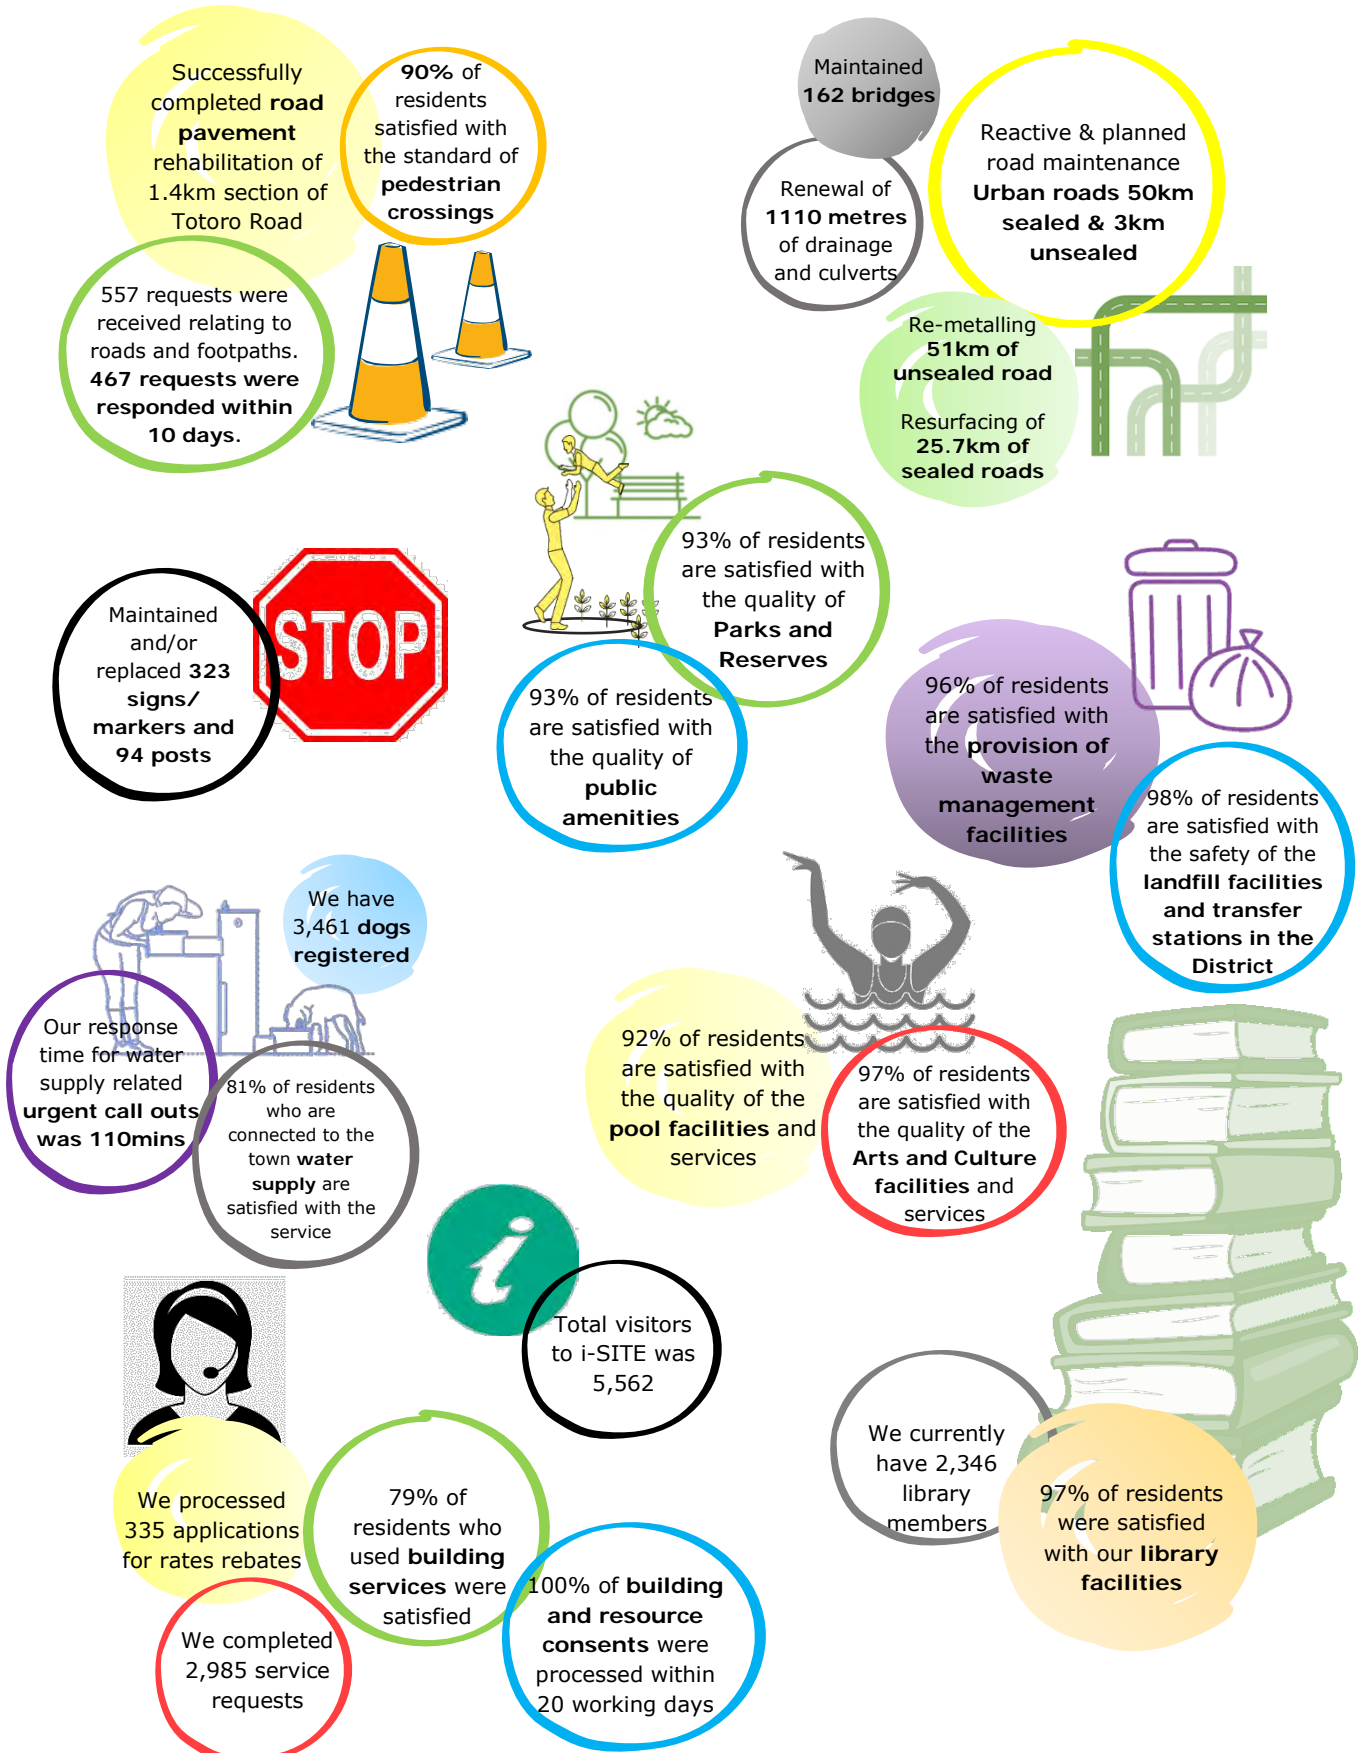 Successfully
completed road
pavement
rehabilitation of
1.4km section of
Totoro Road
90% of
residents
satisfied with
the standard of
pedestrian
crossings
557 requests were
received relating to
roads and footpaths.
467 requests were
responded within
10 days.
Maintained
162 bridges
Renewal of
1110 metres
of drainage
and culverts
Reactive & planned
road maintenance
Urban roads 50km
sealed & 3km
unsealed
Re-metalling
51km of
unsealed road
Resurfacing of
25.7km of
sealed roads
Maintained
and/or
replaced 323
signs/
markers and
94 posts
STOP
93% of residents
are satisfied with
the quality of
Parks and
Reserves
93% of residents
are satisfied with
the quality of
public
amenities
96% of residents
are satisfied with
the provision of
waste
management
facilities
98% of residents
are satisfied with
the safety of the
landfill facilities
and transfer
stations in the
District
We have
3,461 dogs
registered
Our response
time for water
supply related
urgent call outs
was 110mins
81% of residents
who are
connected to the
town water
supply are
satisfied with the
service
92% of residents
are satisfied with
the quality of the
pool facilities and
services
97% of residents
are satisfied with
the quality of the
Arts and Culture
facilities and
services
i
Total visitors
to i-SITE was
5,562
We currently
have 2,346
library
members
97% of residents
were satisfied
with our library
facilities
We processed
335 applications
for rates rebates
79% of
residents who
used building
services were
satisfied
100% of building
and resource
consents were
processed within
20 working days
We completed
2,985 service
requests